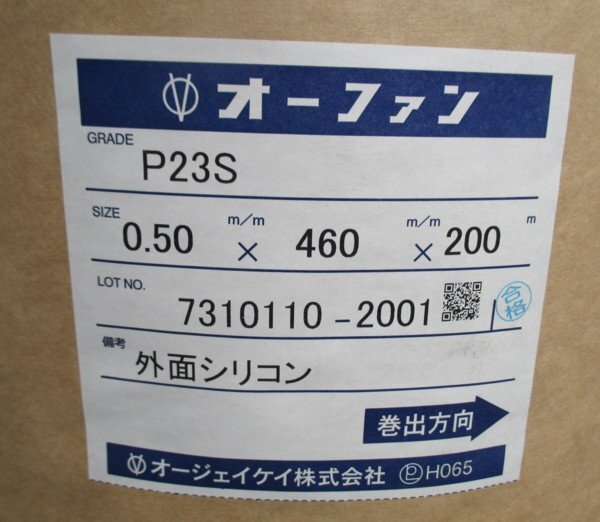 オーファン
GRADE
P23S
SIZE
0.50 m/m × 460 m/m × 200 m
LOT NO.
7310110-2001 合格
備考
外面シリコン
巻出方向
オージェイケイ株式会社 Ⓟ H065